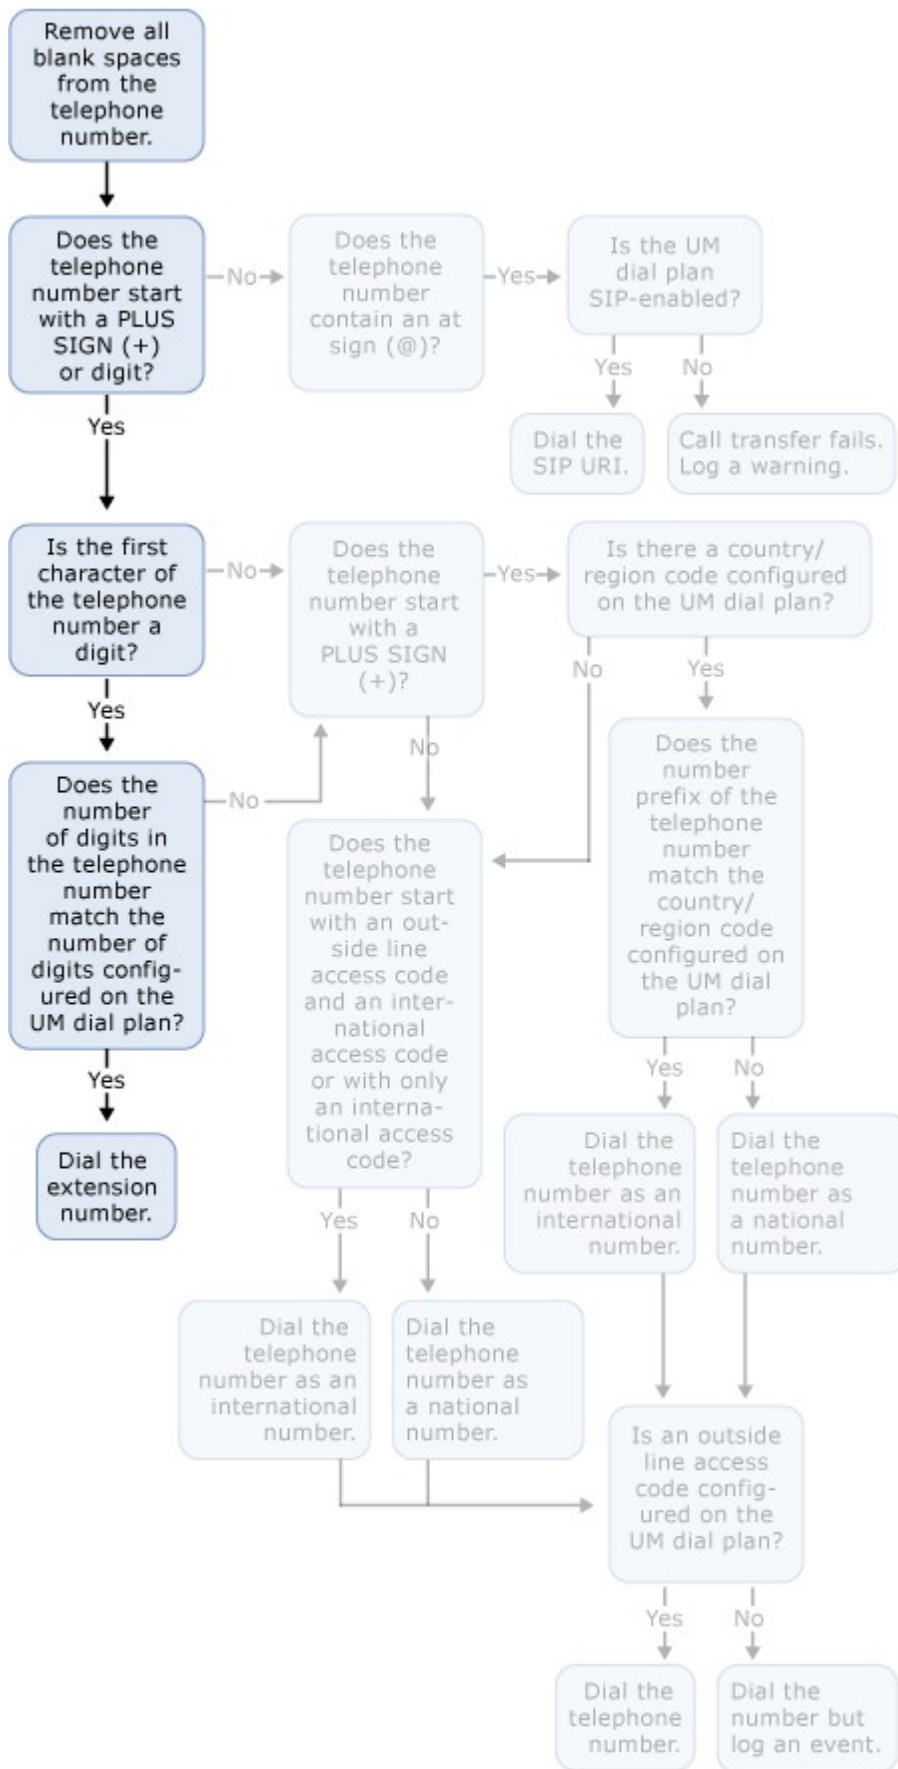 Remove all
blank spaces
from the
telephone
number.
Does the
telephone
number start
with a PLUS
SIGN (+)
or digit?
No
Does the
telephone
number
contain an at
sign (@)?
Yes
Is the UM
dial plan
SIP-enabled?
Yes
No
Dial the
SIP URI.
Call transfer fails.
Log a warning.
Yes
Is the first
character of
the telephone
number a
digit?
No
Does the
telephone
number start
with a
PLUS SIGN
(+)?
Yes
Is there a country/
region code configured
on the UM dial plan?
No
Yes
Yes
No
Does the
number
of digits in
the telephone
number
match the
number of
digits config-
ured on the
UM dial plan?
No
Does the
telephone
number start
with an out-
side line
access code
and an inter-
national
access code
or with only
an interna-
tional access
code?
Does the
number
prefix of the
telephone
number
match the
country/
region code
configured on
the UM dial
plan?
Yes
Dial the
extension
number.
Yes
No
Yes
No
Dial the
telephone
number as an
international
number.
Dial the
telephone
number as
a national
number.
Dial the
telephone
number as an
international
number.
Dial the
telephone
number as
a national
number.
Is an outside
line access
code config-
ured on the
UM dial plan?
Yes
No
Dial the
telephone
number.
Dial the
number but
log an event.